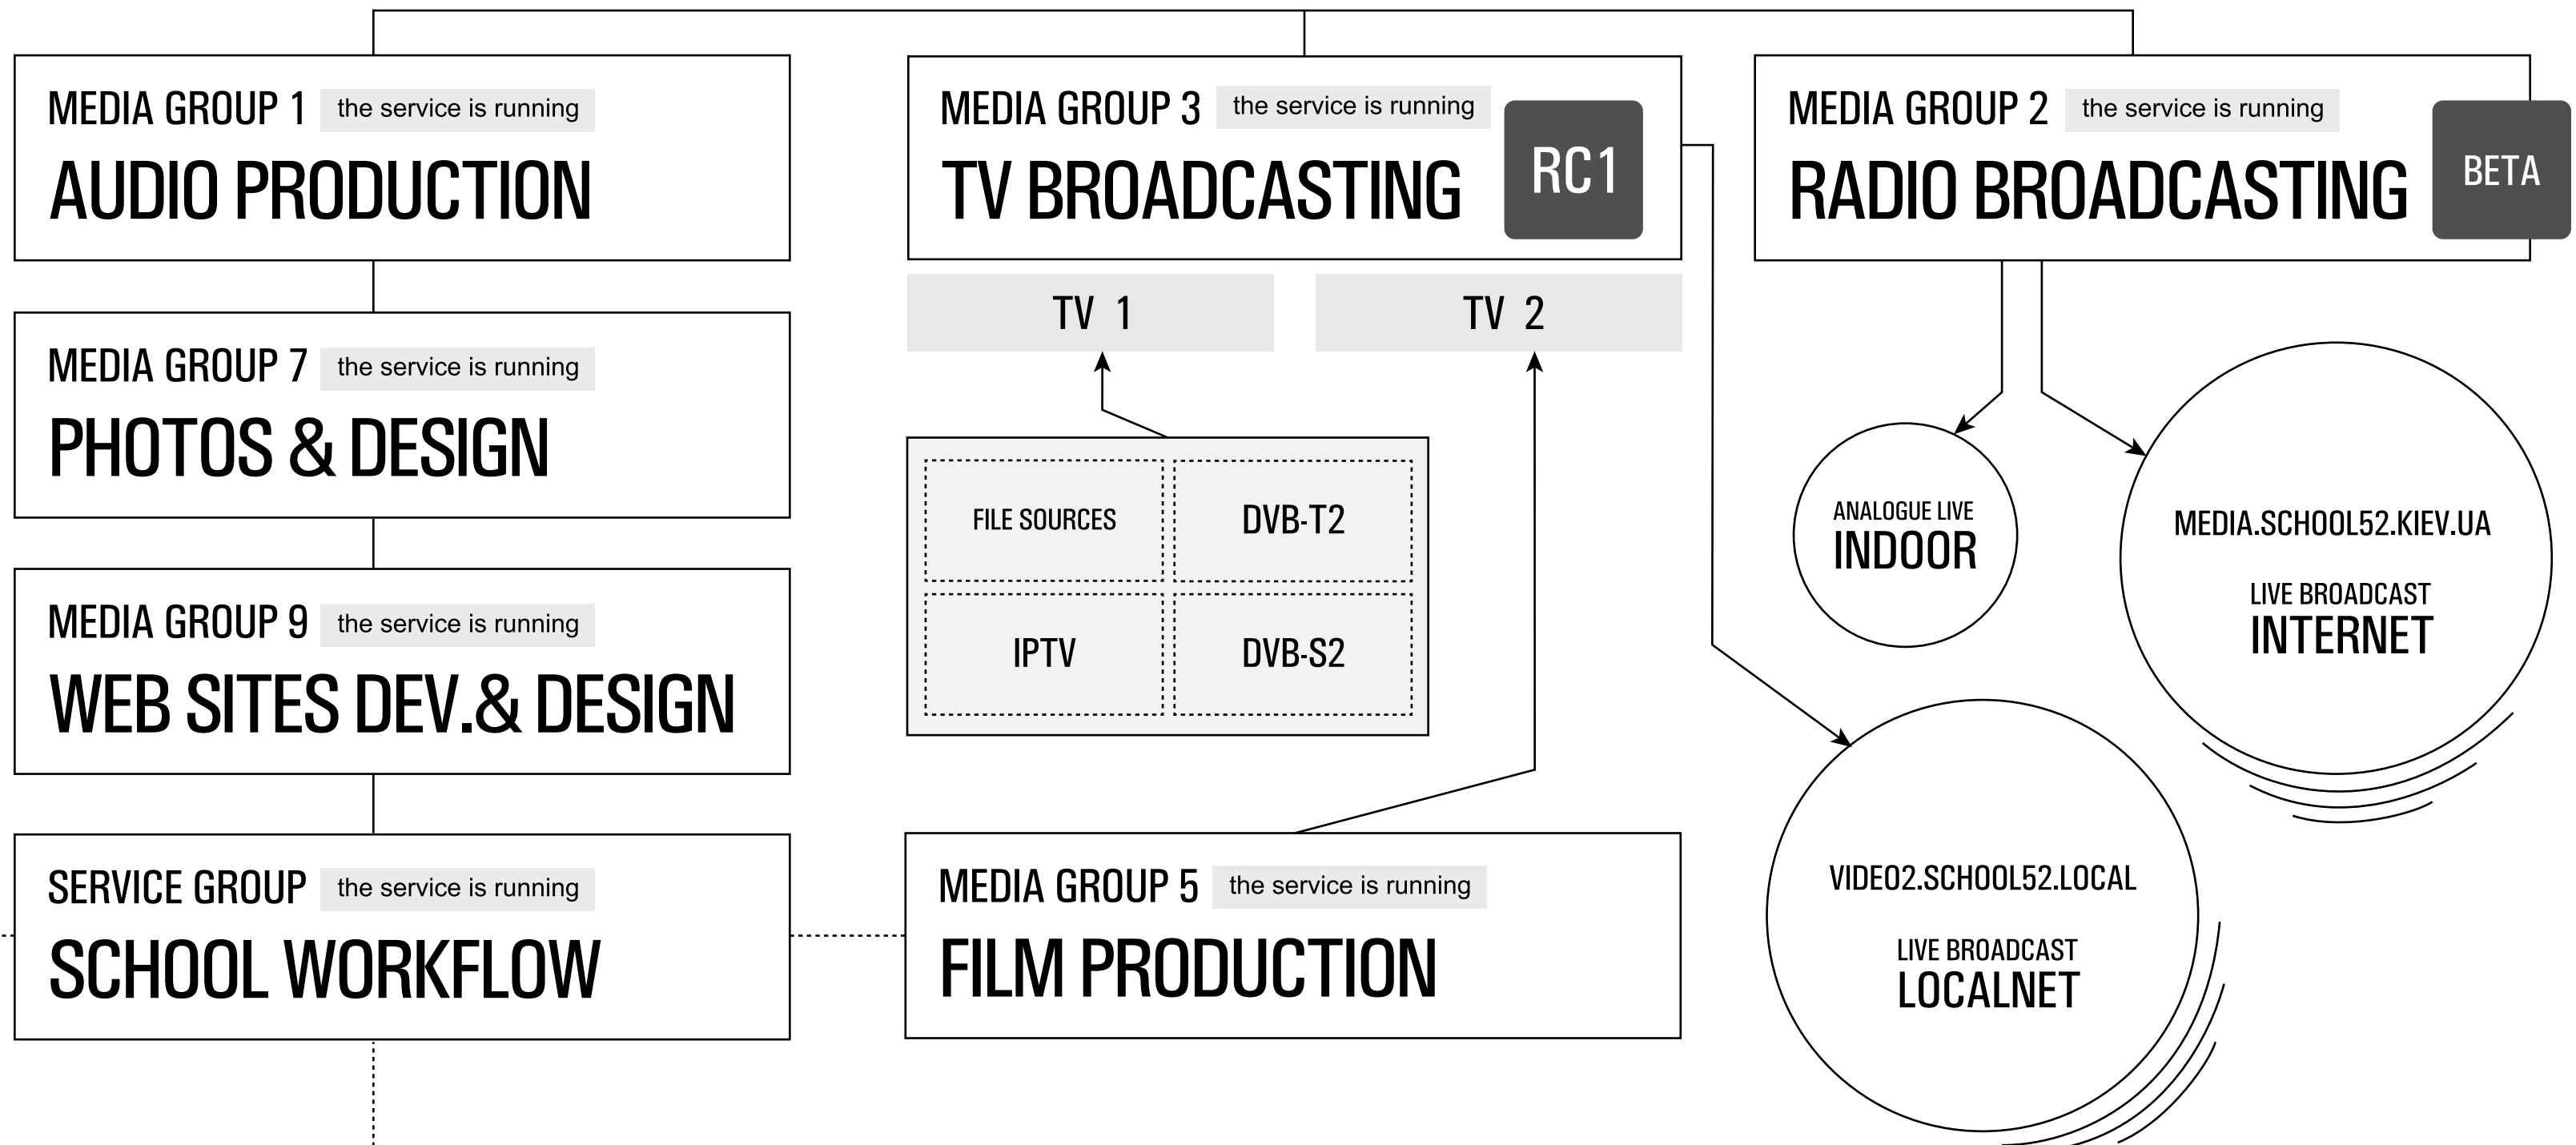 MEDIA GROUP 1 the service is running
AUDIO PRODUCTION
MEDIA GROUP 7 the service is running
PHOTOS & DESIGN
MEDIA GROUP 9 the service is running
WEB SITES DEV.& DESIGN
SERVICE GROUP the service is running
SCHOOL WORKFLOW
MEDIA GROUP 3 the service is running
TV BROADCASTING
RC1
TV 1
TV 2
FILE SOURCES
DVB-T2
IPTV
DVB-S2
MEDIA GROUP 5 the service is running
FILM PRODUCTION
MEDIA GROUP 2 the service is running
RADIO BROADCASTING
BETA
ANALOGUE LIVE
INDOOR
MEDIA.SCHOOL52.KIEV.UA
LIVE BROADCAST
INTERNET
VIDEO2.SCHOOL52.LOCAL
LIVE BROADCAST
LOCALNET